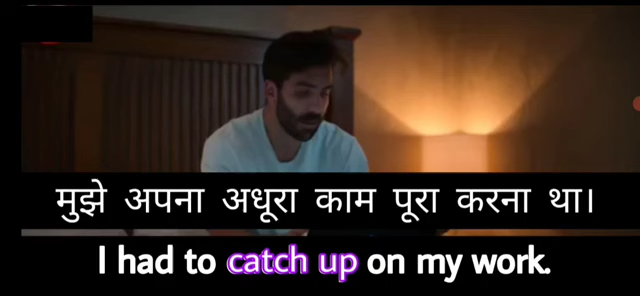 मुझे अपना अधूरा काम पूरा करना था।
I had to catch up on my work.